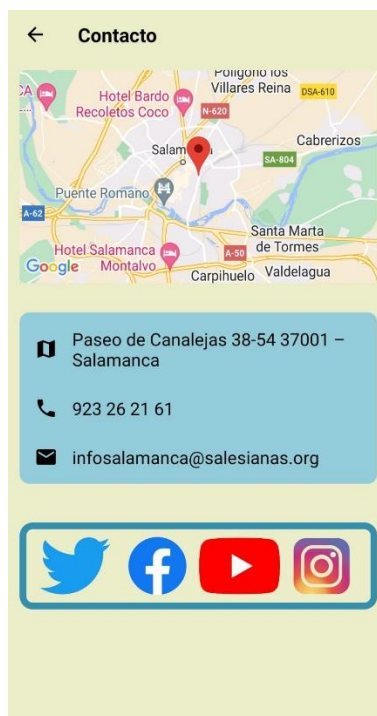 Contacto
Polígono los
Villares Reina
DSA-610
Hotel Bardo
Recoletos Coco
N-620
Cabrerizos
SA-804
Puente Romano
A-62
Santa Marta
de Tormes
Hotel Salamanca
Montalvo
A-50
Google
Carpihuelo
Valdelagua
Paseo de Canalejas 38-54 37001 –
Salamanca
923 26 21 61
infosalamanca@salesianas.org